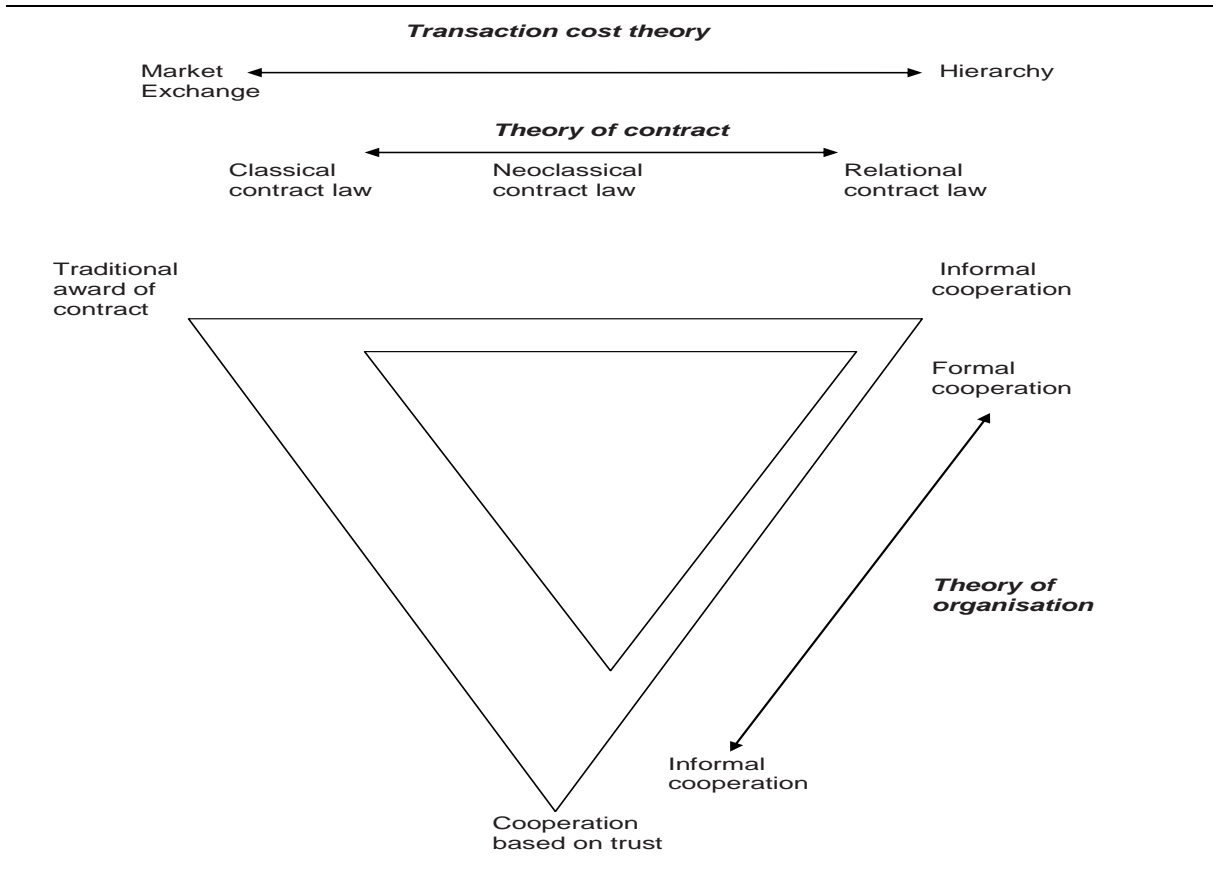 Transaction cost theory
Market
Exchange
Hierarchy
Theory of contract
Classical
contract law
Neoclassical
contract law
Relational
contract law
Traditional
award of
contract
Informal
cooperation
Formal
cooperation
Theory of
organisation
Informal
cooperation
Cooperation
based on trust